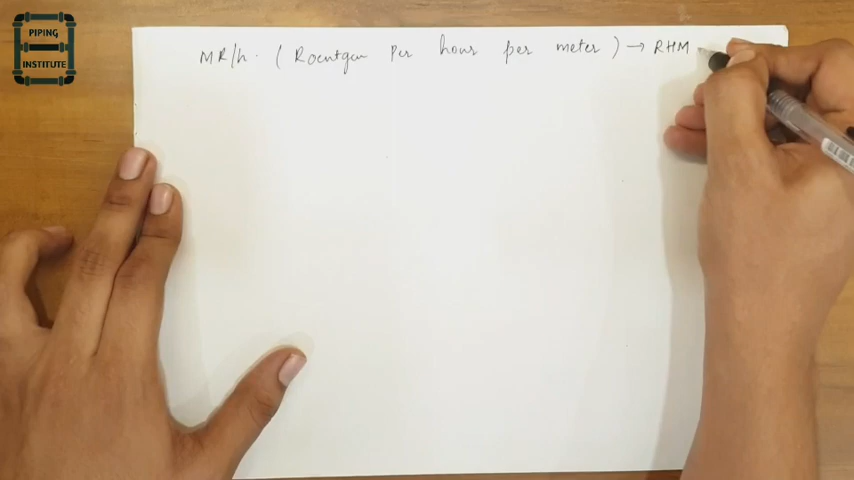 PIPING
INSTITUTE
MR/h. ( Roentgen Per hour per meter ) → RHM